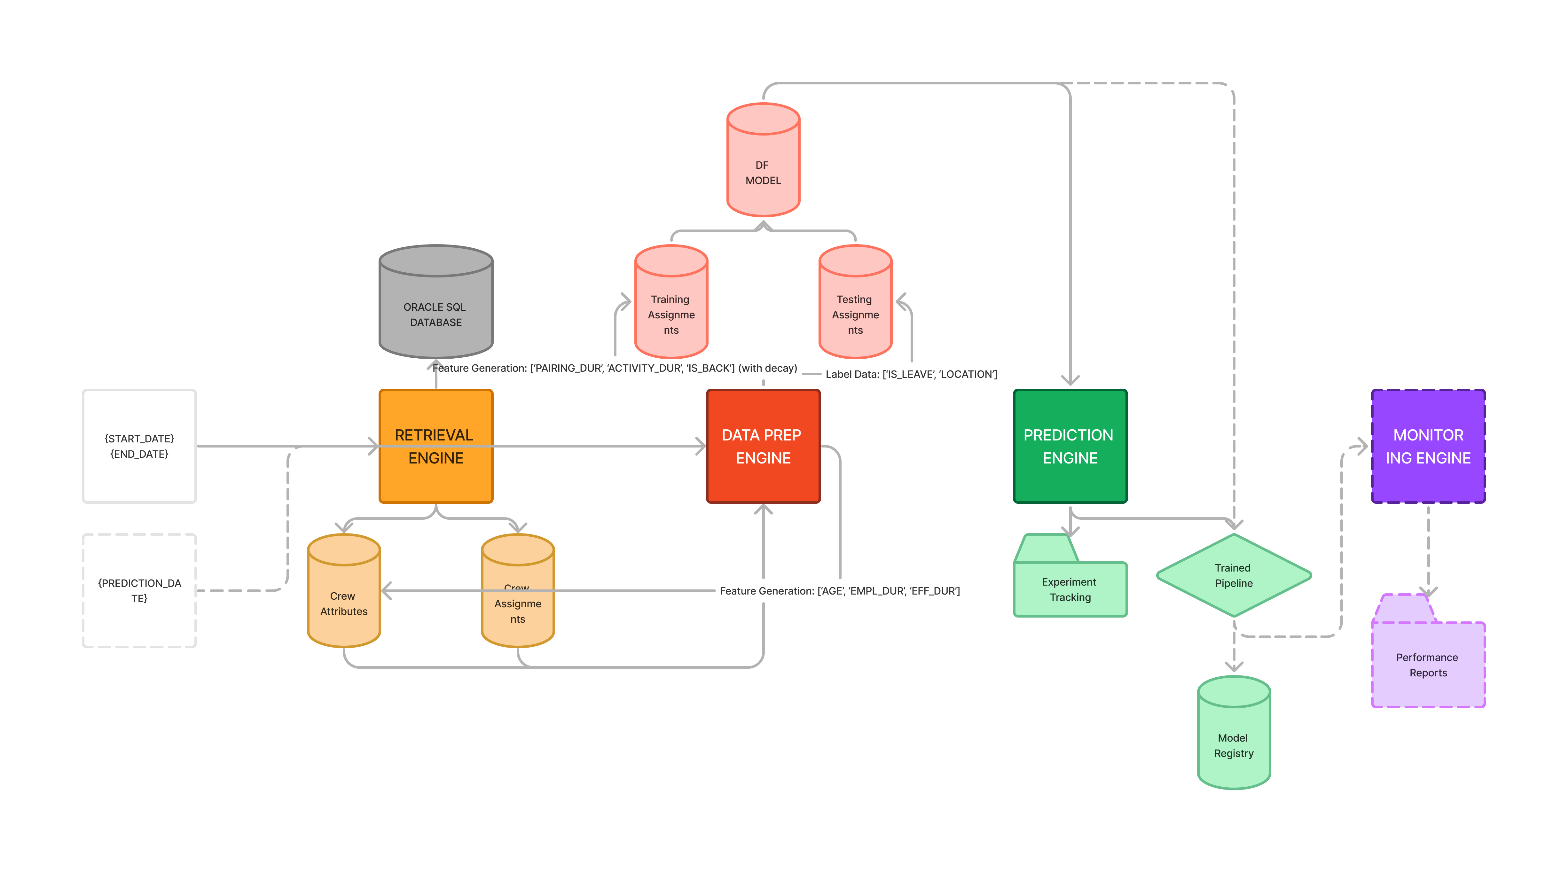 DF
MODEL
ORACLE SQL
DATABASE
Training
Assignme
nts
Testing
Assignme
nts
Feature Generation: ['PAIRING_DUR', 'ACTIVITY_DUR', 'IS_BACK'] (with decay)
Label Data: ['IS_LEAVE', 'LOCATION']
{START_DATE}
{END_DATE}
RETRIEVAL
ENGINE
DATA PREP
ENGINE
PREDICTION
ENGINE
MONITOR
ING ENGINE
{PREDICTION_DA
TE}
Crew
Attributes
Crew
Assignme
nts
Feature Generation: ['AGE', 'EMPL_DUR', 'EFF_DUR']
Experiment
Tracking
Trained
Pipeline
Performance
Reports
Model
Registry